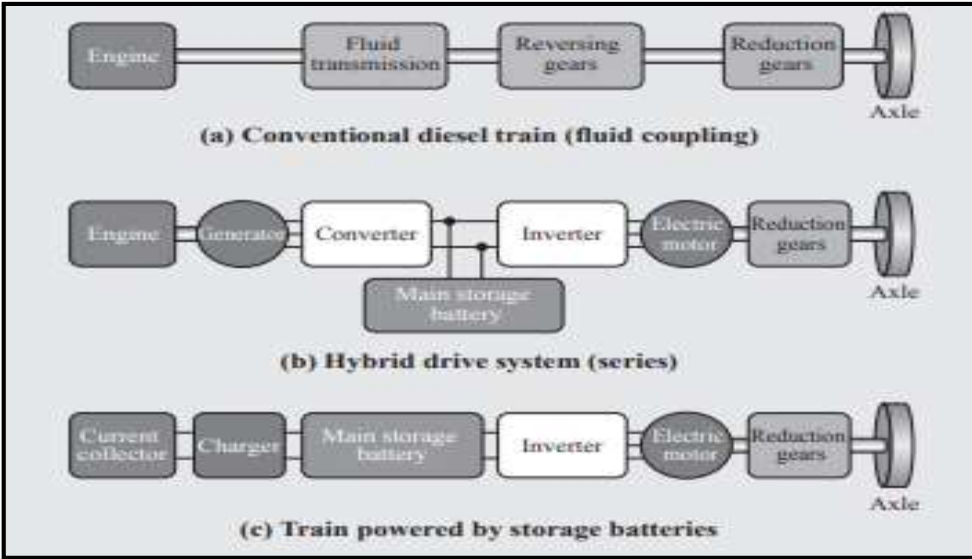 Engine
Fluid
transmission
Reversing
gears
Reduction
gears
Axle
(a) Conventional diesel train (fluid coupling)
Engine
Generator
Converter
Inverter
Electric
motor
Reduction
gears
Main storage
battery
Axle
(b) Hybrid drive system (series)
Current
collector
Charger
Main storage
battery
Inverter
Electric
motor
Reduction
gears
Axle
(c) Train powered by storage batteries